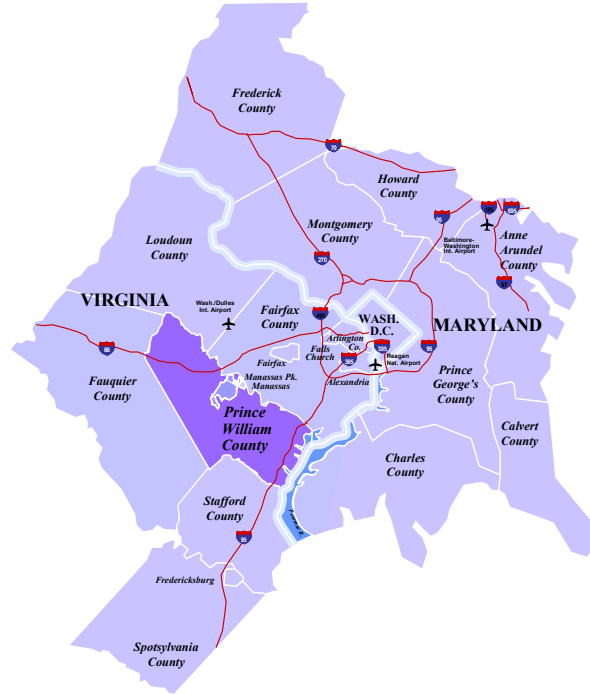 Frederick
County
70
Howard
County
95
895
Montgomery
County
Anne
Arundel
County
Baltimore-
Washington
Int. Airport
Loudoun
County
270
97
VIRGINIA
Wash./Dulles
Int. Airport
Fairfax
County
495
WASH.
D.C.
MARYLAND
66
Arlington
Co.
Falls
Church
395
95
Reagan
Nat. Airport
Fairfax
Manassas Pk.
Manassas
Alexandria
Prince
George's
County
Fauquier
County
Prince
William
County
Calvert
County
Charles
County
Stafford
County
95
Potomac R.
Fredericksburg
Spotsylvania
County